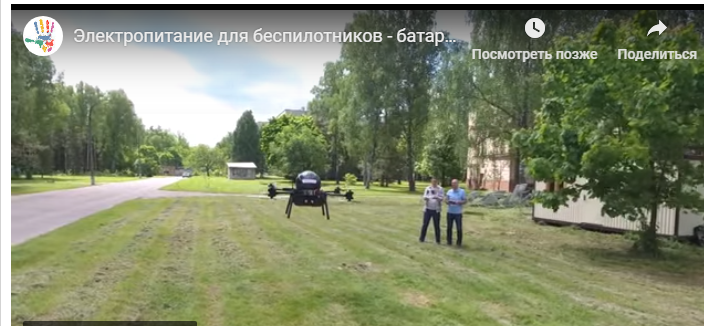 Электропитание для беспилотников - батар...
Посмотреть позже
Поделиться